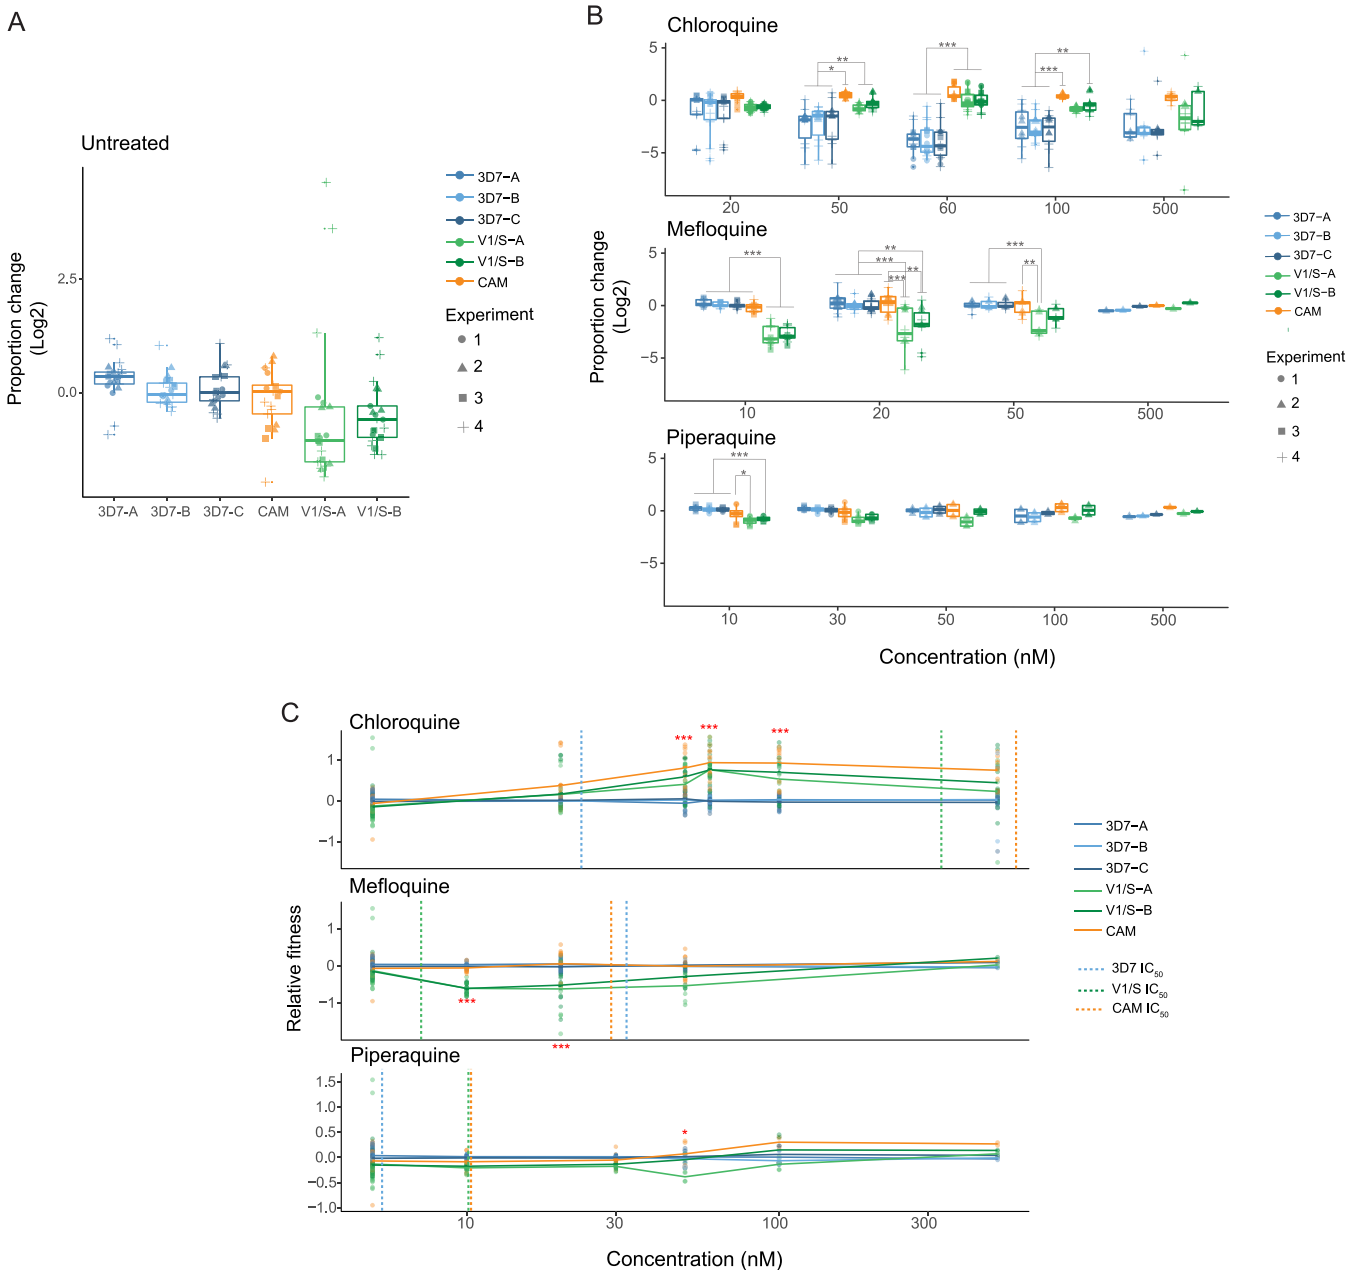 A
Untreated
Proportion change
(Log2)
2.5
0.0
3D7-A
3D7-B
3D7-C
CAM
V1/S-A
V1/S-B
3D7−A
3D7−B
3D7−C
V1/S−A
V1/S−B
CAM
Experiment
1
2
3
4
B
Chloroquine
5
0
−5
* ** *** *** **
20 50 60 100 500
Mefloquine
5
0
−5
*** ** *** *** ** *** **
10 20 50 500
Piperaquine
5
0
−5
*** *
10 30 50 100 500
Proportion change
(Log2)
Concentration (nM)
3D7−A
3D7−B
3D7−C
V1/S−A
V1/S−B
CAM
Experiment
1
2
3
4
C
Chloroquine
*** *** ***
1
0
−1
Mefloquine
1
0
−1
***
***
Piperaquine
1.5
1.0
0.5
0.0
−0.5
−1.0
*
10 30 100 300
Relative fitness
Concentration (nM)
3D7−A
3D7−B
3D7−C
V1/S−A
V1/S−B
CAM
3D7 IC50
V1/S IC50
CAM IC50